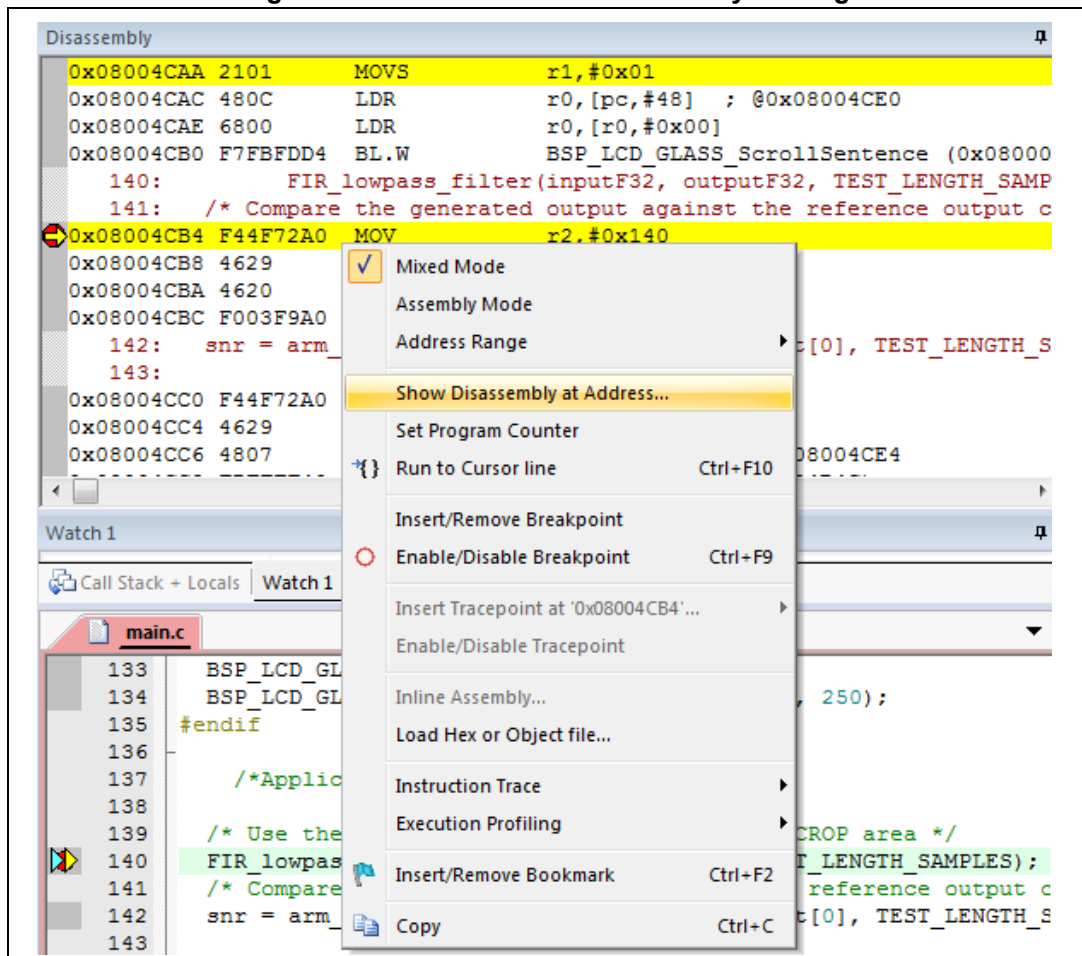 Disassembly
0x08004CAA 2101 MOVS r1,#0x01
0x08004CAC 480C LDR r0,[pc,#48] ; @0x08004CE0
0x08004CAE 6800 LDR r0,[r0,#0x00]
0x08004CB0 F7FBFDD4 BL.W BSP_LCD_GLASS_ScrollSentence (0x08000
140: FIR_lowpass_filter(inputF32, outputF32, TEST_LENGTH_SAMP
141: /* Compare the generated output against the reference output c
0x08004CB4 F44F72A0 MOV r2,#0x140
0x08004CB8 4629
0x08004CBA 4620
0x08004CBC F003F9A0
142: snr = arm_ t[0], TEST_LENGTH_S
143:
0x08004CC0 F44F72A0
0x08004CC4 4629
0x08004CC6 4807 08004CE4
Mixed Mode
Assembly Mode
Address Range
Show Disassembly at Address...
Set Program Counter
Run to Cursor line Ctrl+F10
Insert/Remove Breakpoint
Enable/Disable Breakpoint Ctrl+F9
Insert Tracepoint at '0x08004CB4'...
Enable/Disable Tracepoint
Inline Assembly...
Load Hex or Object file...
Instruction Trace
Execution Profiling
Insert/Remove Bookmark Ctrl+F2
Copy Ctrl+C
Watch 1
Call Stack + Locals Watch 1
main.c
133 BSP_LCD_GL
134 BSP_LCD_GL , 250);
135 #endif
136
137 /*Applic
138
139 /* Use the CROP area */
140 FIR_lowpas T_LENGTH_SAMPLES);
141 /* Compare reference output c
142 snr = arm_ t[0], TEST_LENGTH_S
143